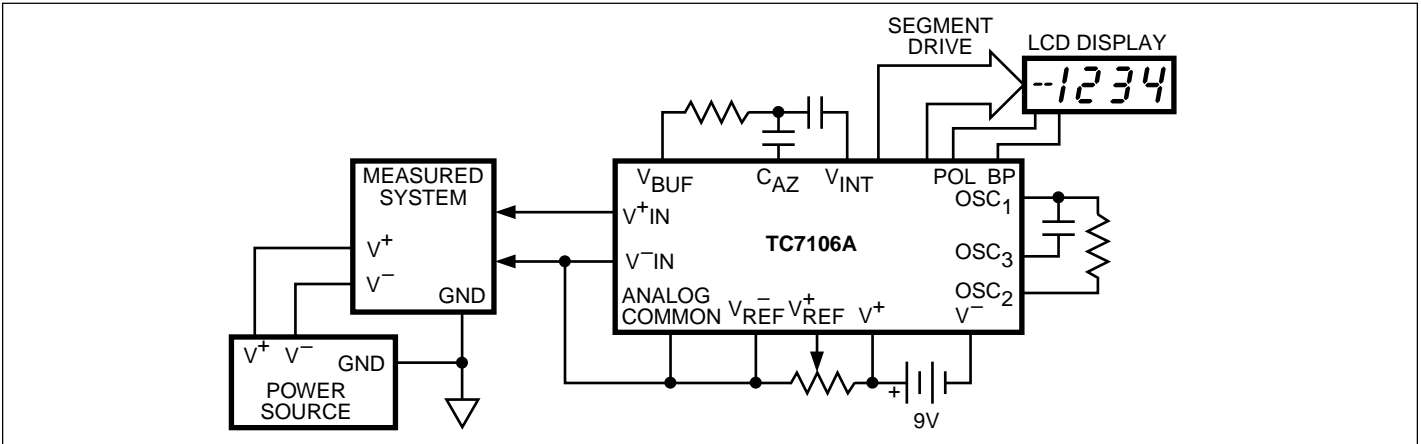 SEGMENT
DRIVE
LCD DISPLAY
--1234
MEASURED
SYSTEM
V+
V–
GND
V+ V–
GND
POWER
SOURCE
VBUF CAZ VINT POL BP
V+IN
V–IN
TC7106A
OSC1
OSC3
OSC2
ANALOG
COMMON
V–REF V+REF V+ V–
+
9V